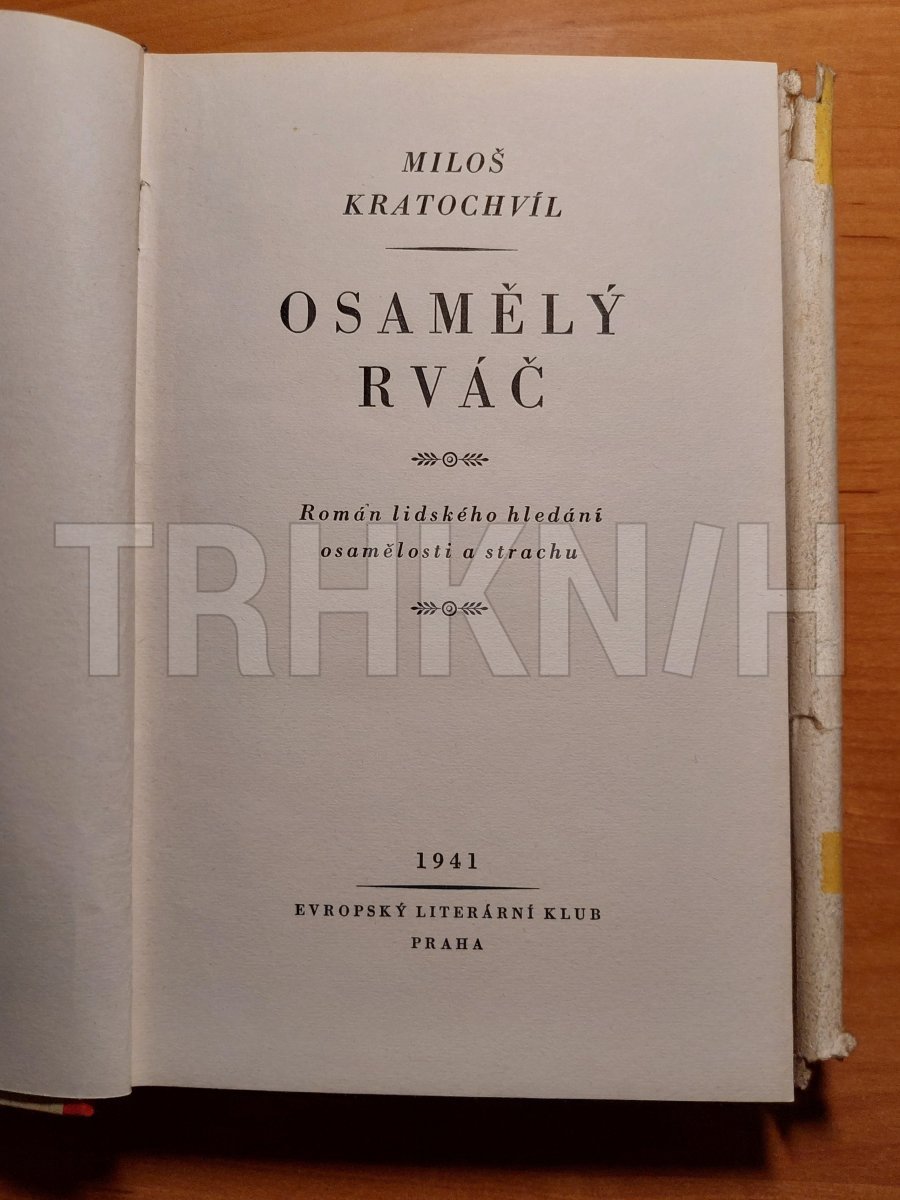 MILOŠ
KRATOCHVÍL
OSAMĚLÝ
RVÁČ
Román lidského hledání
osamělosti a strachu
TRHKNIH
1941
EVROPSKÝ LITERÁRNÍ KLUB
PRAHA